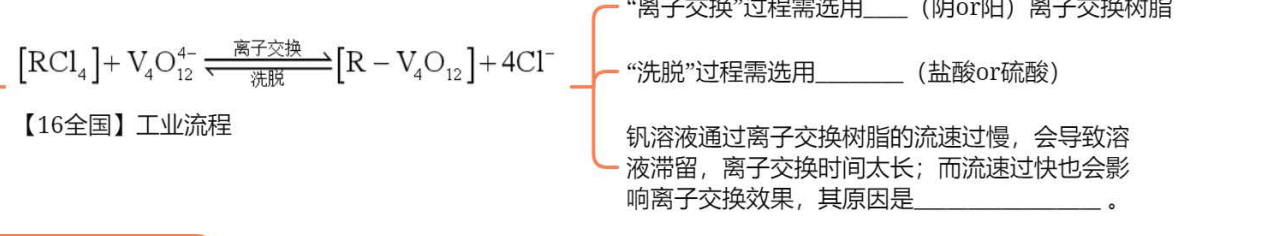 “离子交换”过程需选用____（阴or阳）离子交换树脂
[RCl₄]+V₄O₁₂⁴⁻ 离子交换 ⇌ 洗脱 [R－V₄O₁₂]+4Cl⁻
“洗脱”过程需选用________（盐酸or硫酸）
【16全国】工业流程
钒溶液通过离子交换树脂的流速过慢，会导致溶
液滞留，离子交换时间太长；而流速过快也会影
响离子交换效果，其原因是_________________ 。